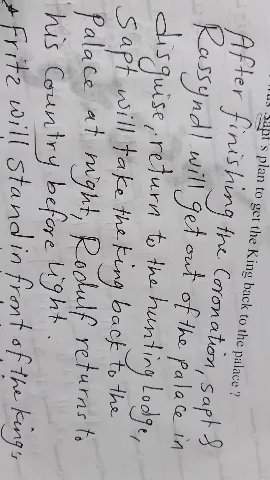 Sapt's plan to get the King back to the palace ?
After finishing the Coronation, sapt &
Rassyndl will get out of the palace in
disguise, return to the hunting Lodge,
Sapt will take the king back to the
palace at night, Rodulf returns to
his Country before light.
* Fritz will stand in front of the king's